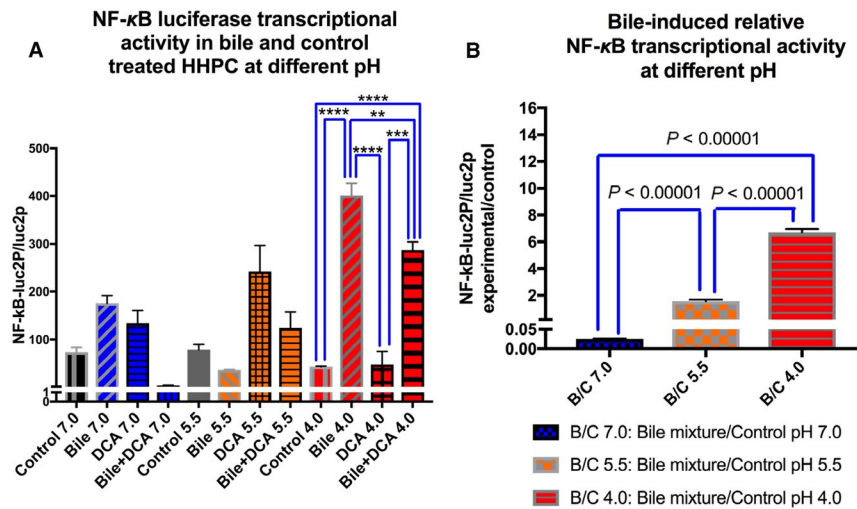 A
NF-κB luciferase transcriptional
activity in bile and control
treated HHPC at different pH
NF-kB-luc2P/luc2p
500
400
300
200
100
1
0
****
****
**
****
***
Control 7.0
Bile 7.0
DCA 7.0
Bile+DCA 7.0
Control 5.5
Bile 5.5
DCA 5.5
Bile+DCA 5.5
Control 4.0
Bile 4.0
DCA 4.0
Bile+DCA 4.0
B
Bile-induced relative
NF-κB transcriptional activity
at different pH
NF-kB-luc2P/luc2p
experimental/control
16
14
12
10
8
6
4
2
0.05
0.00
P < 0.00001
P < 0.00001
P < 0.00001
B/C 7.0
B/C 5.5
B/C 4.0
B/C 7.0: Bile mixture/Control pH 7.0
B/C 5.5: Bile mixture/Control pH 5.5
B/C 4.0: Bile mixture/Control pH 4.0